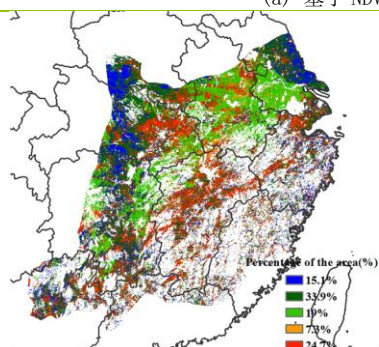 (a) 基于 NDV
Percentage of the area(%)
15.1%
33.9%
19%
7.3%
24.7%